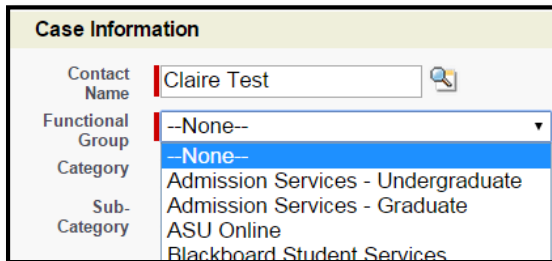 Case Information
Contact Name
Claire Test
Functional Group
--None--
--None--
Category
Admission Services - Undergraduate
Sub-Category
Admission Services - Graduate
ASU Online
Blackboard Student Services